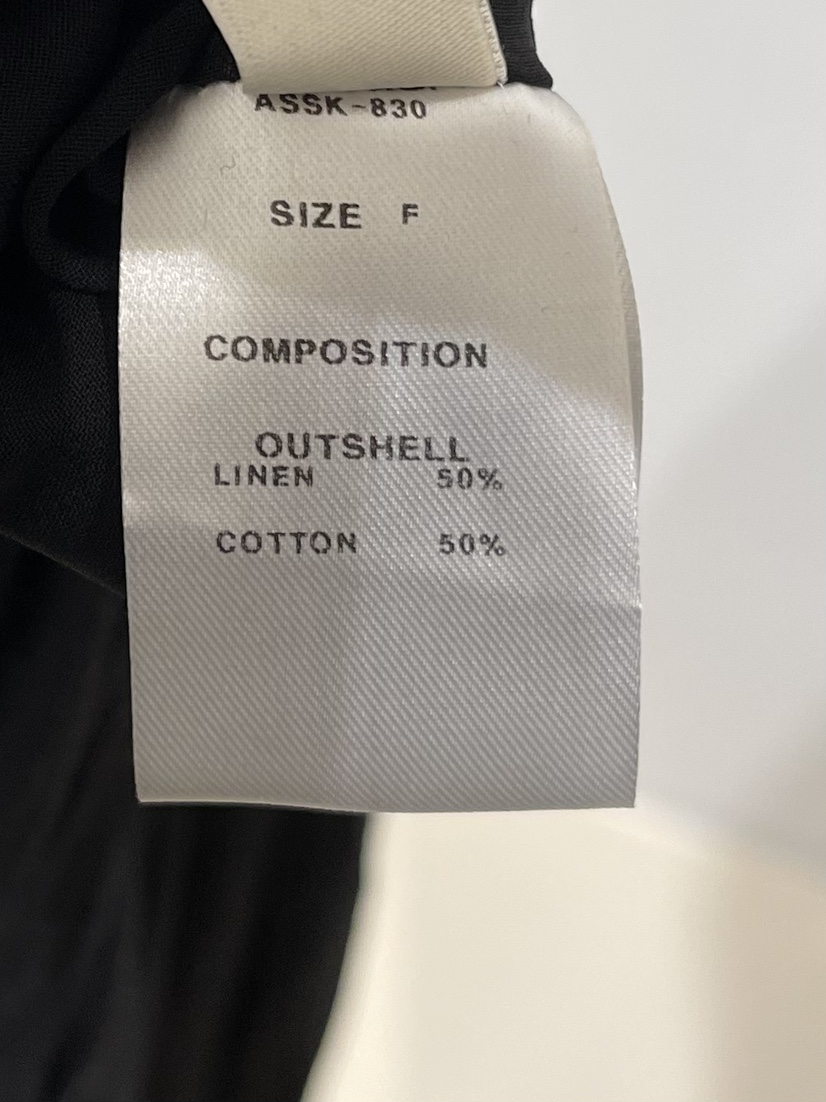 ASSK-830
SIZE F
COMPOSITION
OUTSHELL
LINEN 50%
COTTON 50%